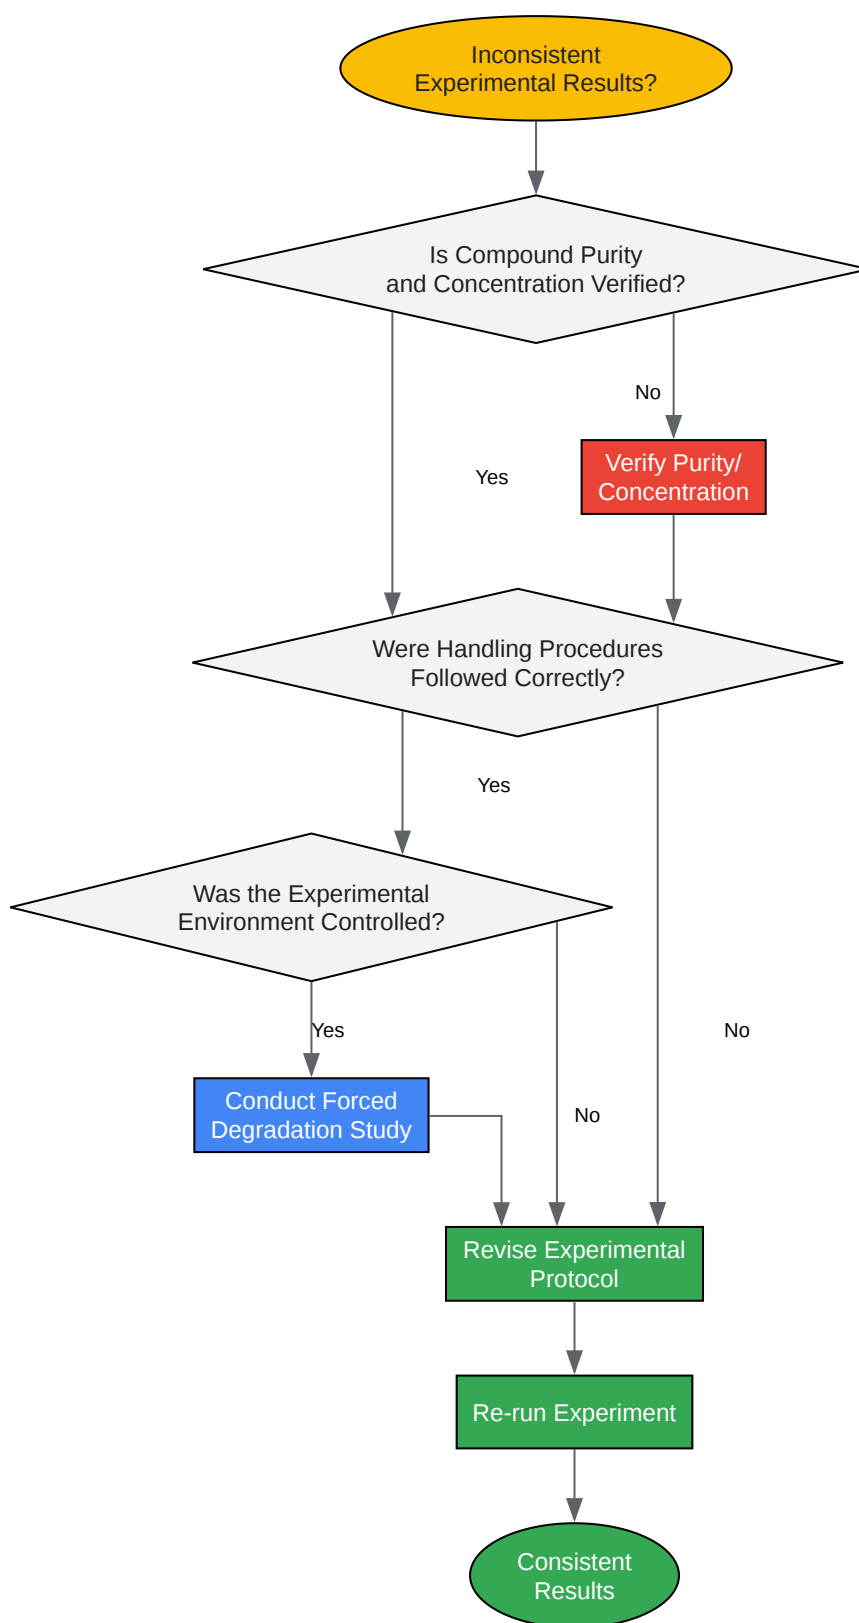 Inconsistent
Experimental Results?
Is Compound Purity
and Concentration Verified?
No
Yes
Verify Purity/
Concentration
Were Handling Procedures
Followed Correctly?
Yes
Was the Experimental
Environment Controlled?
Yes
No
Conduct Forced
Degradation Study
No
Revise Experimental
Protocol
Re-run Experiment
Consistent
Results